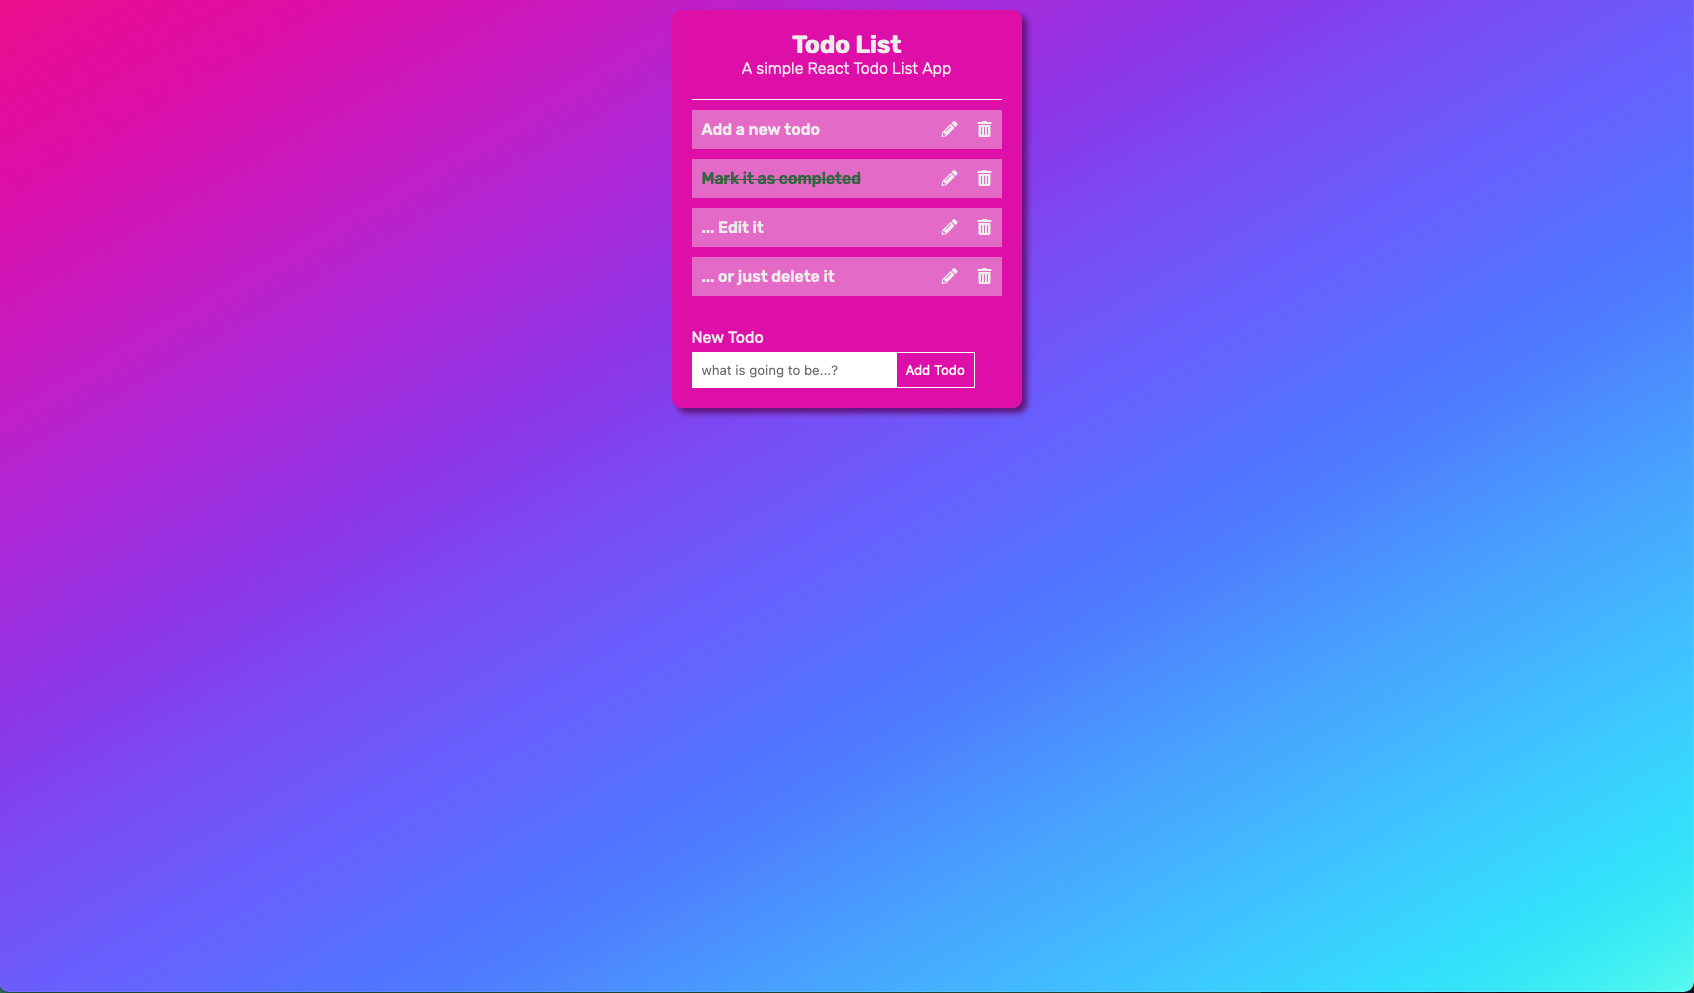 Todo List
A simple React Todo List App
Add a new todo
Mark it as completed
... Edit it
... or just delete it
New Todo
what is going to be...?
Add Todo